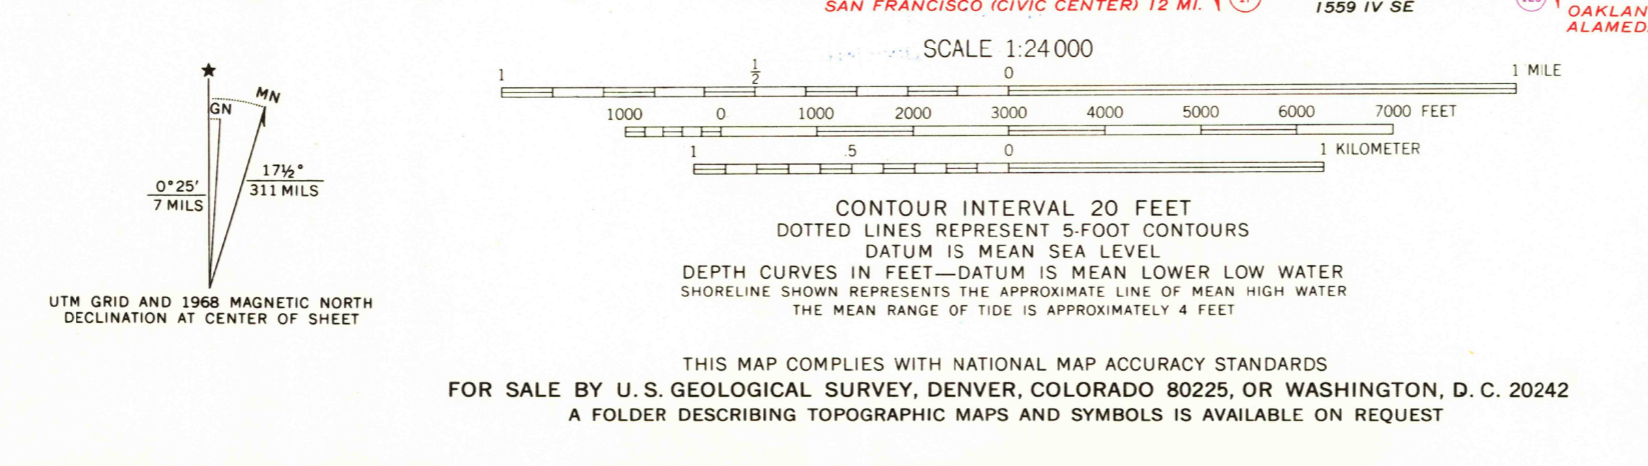 SAN FRANCISCO (CIVIC CENTER) 12 MI.
1559 IV SE
OAKLAN
ALAMED
SCALE 1:24 000
1 ½ 0 1 MILE
1000 0 1000 2000 3000 4000 5000 6000 7000 FEET
1 .5 0 1 KILOMETER
★
MN
GN
17½°
311 MILS
0°25'
7 MILS
UTM GRID AND 1968 MAGNETIC NORTH
DECLINATION AT CENTER OF SHEET
CONTOUR INTERVAL 20 FEET
DOTTED LINES REPRESENT 5-FOOT CONTOURS
DATUM IS MEAN SEA LEVEL
DEPTH CURVES IN FEET—DATUM IS MEAN LOWER LOW WATER
SHORELINE SHOWN REPRESENTS THE APPROXIMATE LINE OF MEAN HIGH WATER
THE MEAN RANGE OF TIDE IS APPROXIMATELY 4 FEET
THIS MAP COMPLIES WITH NATIONAL MAP ACCURACY STANDARDS
FOR SALE BY U. S. GEOLOGICAL SURVEY, DENVER, COLORADO 80225, OR WASHINGTON, D. C. 20242
A FOLDER DESCRIBING TOPOGRAPHIC MAPS AND SYMBOLS IS AVAILABLE ON REQUEST